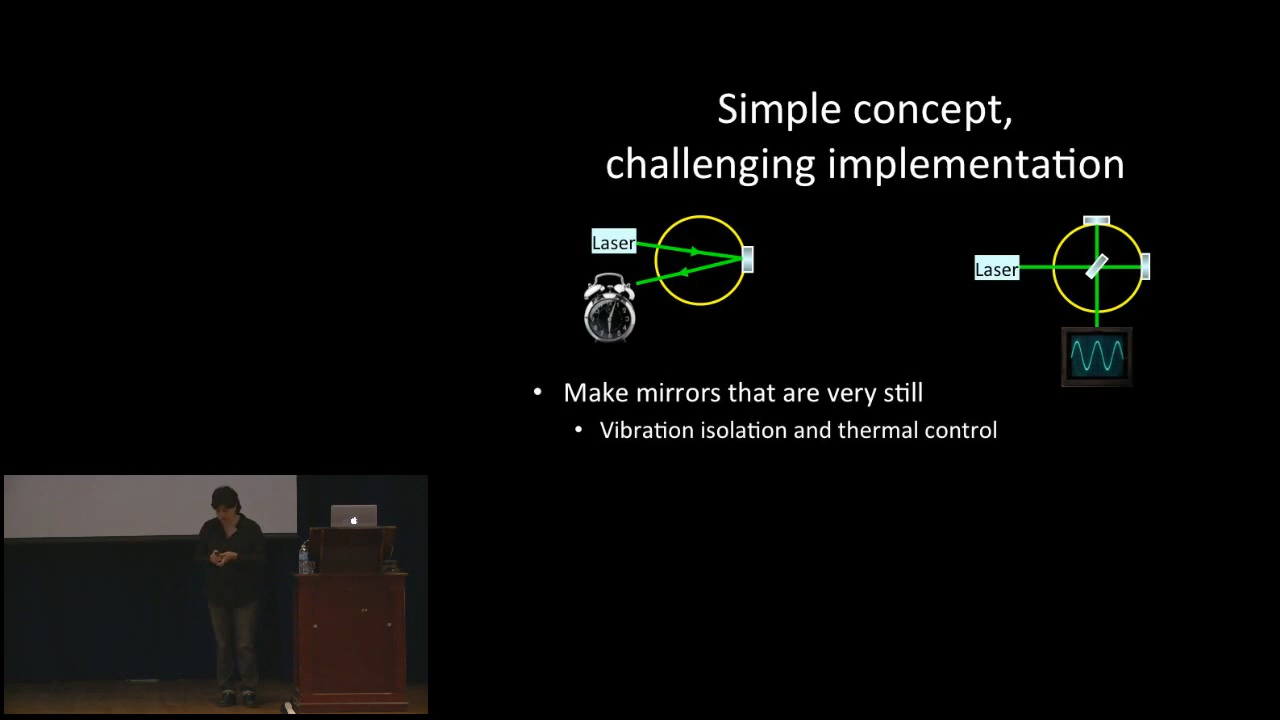 Simple concept,
challenging implementation
Laser
Laser
• Make mirrors that are very still
• Vibration isolation and thermal control